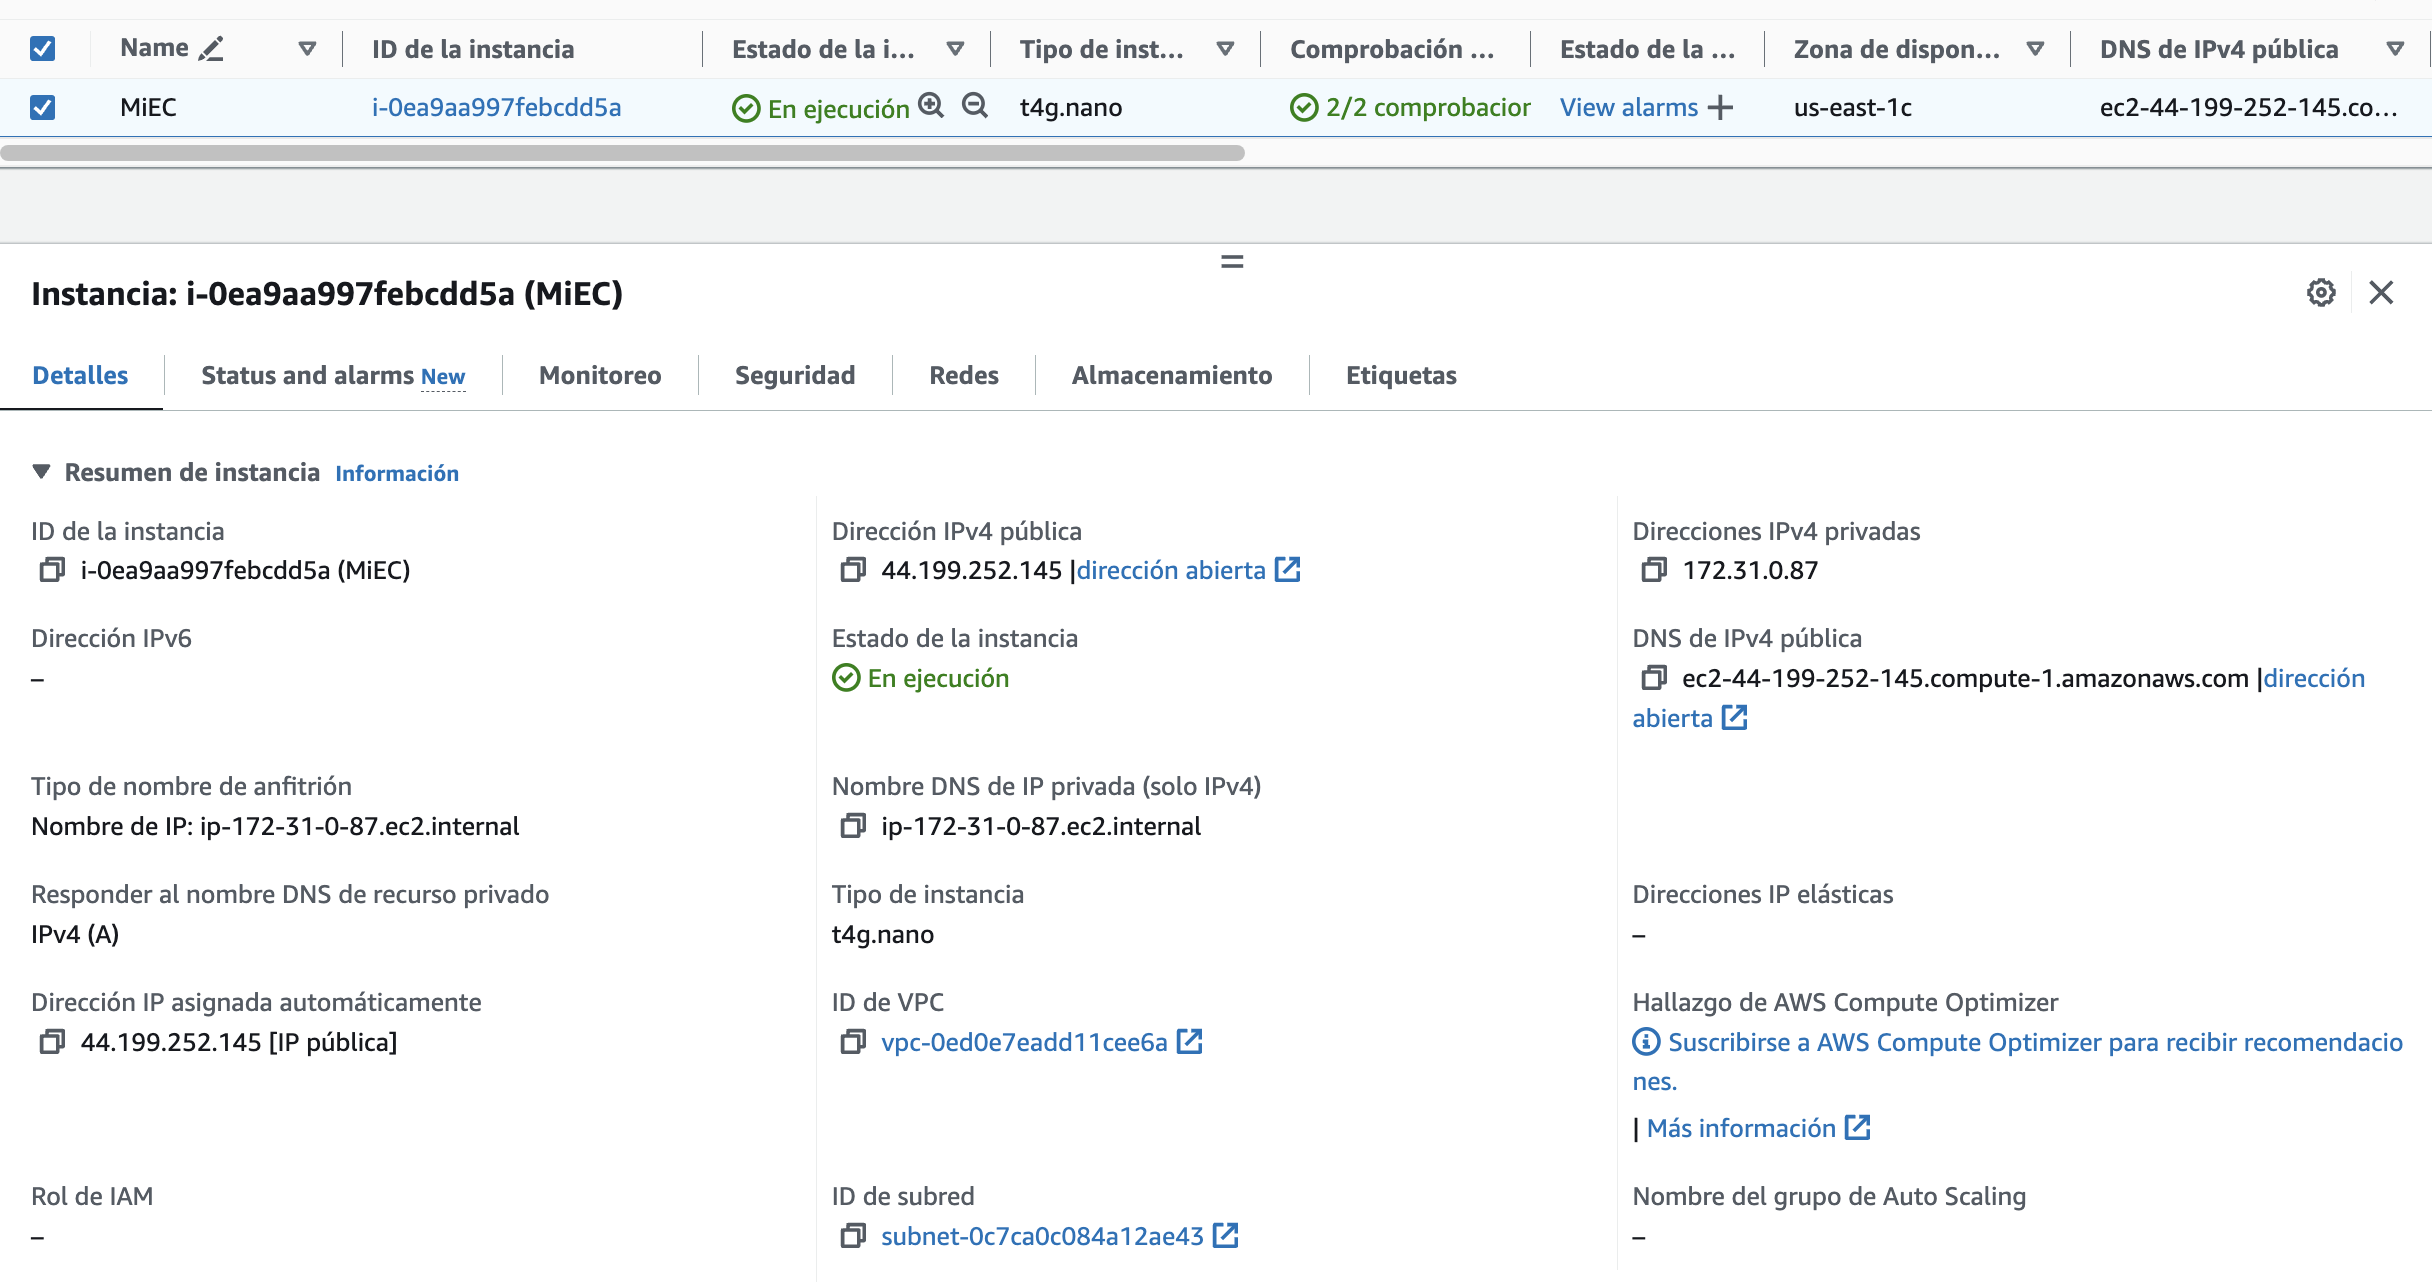 Name ID de la instancia Estado de la i... Tipo de inst... Comprobación ... Estado de la ... Zona de dispon... DNS de IPv4 pública
MiEC i-0ea9aa997febcdd5a En ejecución t4g.nano 2/2 comprobacior View alarms us-east-1c ec2-44-199-252-145.co...
Instancia: i-0ea9aa997febcdd5a (MiEC)
Detalles Status and alarms New Monitoreo Seguridad Redes Almacenamiento Etiquetas
Resumen de instancia Información
ID de la instancia
i-0ea9aa997febcdd5a (MiEC)
Dirección IPv4 pública
44.199.252.145 |dirección abierta
Direcciones IPv4 privadas
172.31.0.87
Dirección IPv6
–
Estado de la instancia
En ejecución
DNS de IPv4 pública
ec2-44-199-252-145.compute-1.amazonaws.com |dirección
abierta
Tipo de nombre de anfitrión
Nombre de IP: ip-172-31-0-87.ec2.internal
Nombre DNS de IP privada (solo IPv4)
ip-172-31-0-87.ec2.internal
Responder al nombre DNS de recurso privado
IPv4 (A)
Tipo de instancia
t4g.nano
Direcciones IP elásticas
–
Dirección IP asignada automáticamente
44.199.252.145 [IP pública]
ID de VPC
vpc-0ed0e7eadd11cee6a
Hallazgo de AWS Compute Optimizer
Suscribirse a AWS Compute Optimizer para recibir recomendacio
nes.
| Más información
Rol de IAM
–
ID de subred
subnet-0c7ca0c084a12ae43
Nombre del grupo de Auto Scaling
–